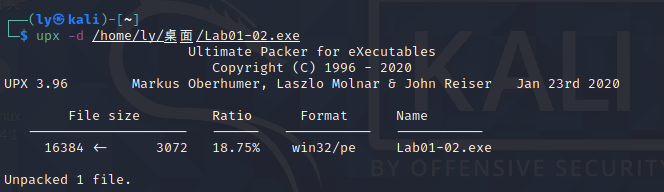 (ly㉿kali)-[~]
$ upx -d /home/ly/桌面/Lab01-02.exe
Ultimate Packer for eXecutables
Copyright (C) 1996 - 2020
UPX 3.96 Markus Oberhumer, Laszlo Molnar & John Reiser Jan 23rd 2020
File size Ratio Format Name
-------------------- ------ ----------- -----------
16384 <- 3072 18.75% win32/pe Lab01-02.exe
Unpacked 1 file.
KALI
BY OFFENSIVE SECURITY